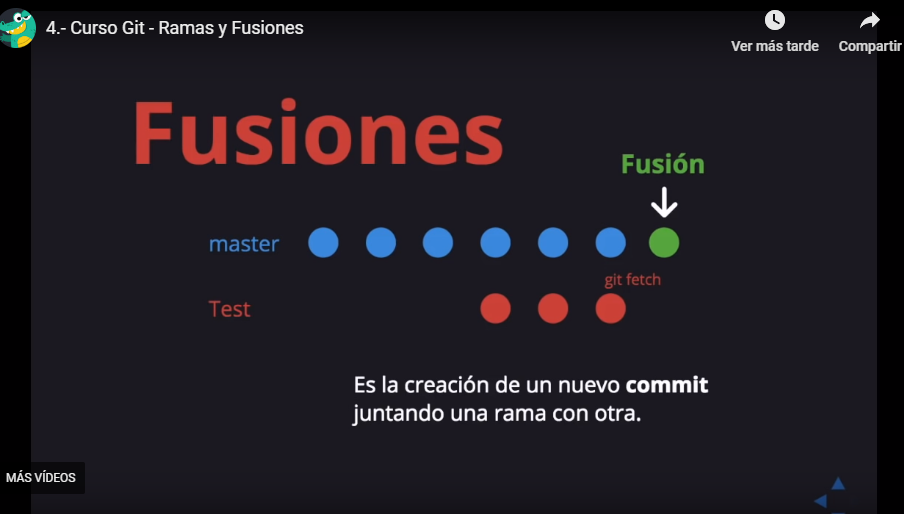 4.- Curso Git - Ramas y Fusiones
Ver más tarde
Compartir
Fusiones
Fusión
master
git fetch
Test
Es la creación de un nuevo commit
juntando una rama con otra.
MÁS VÍDEOS